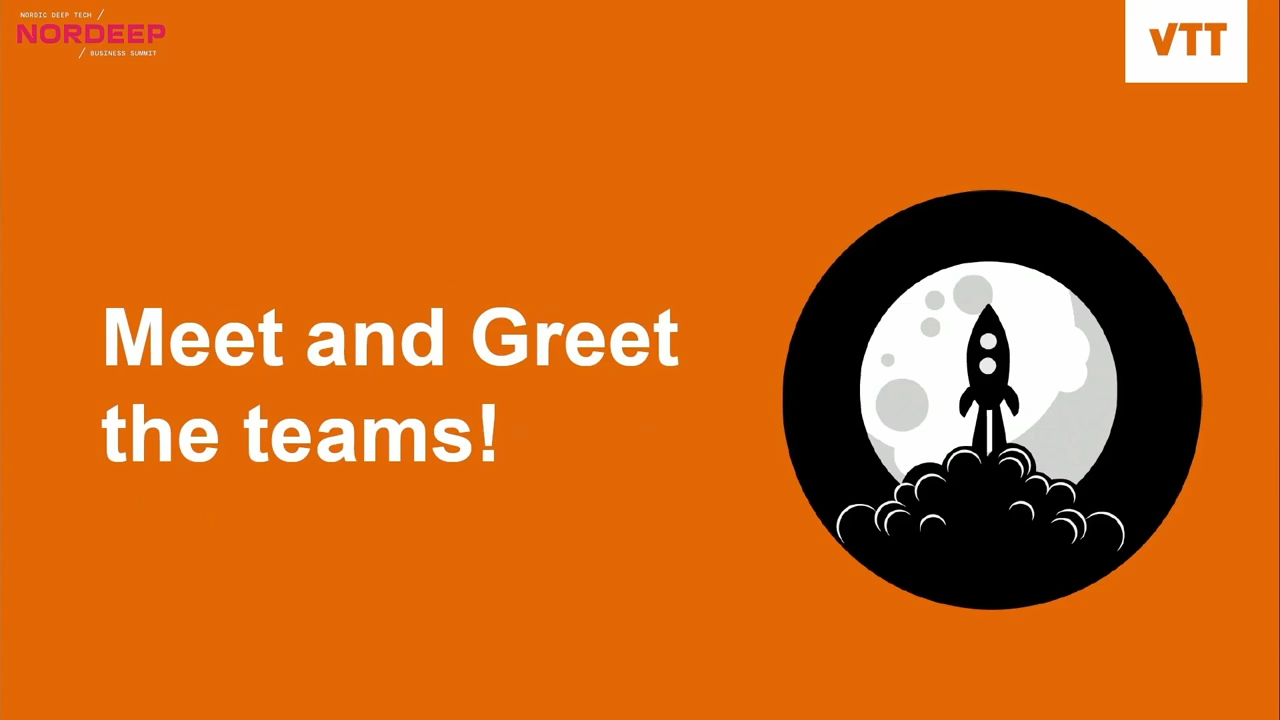 NORDIC DEEP TECH /
NORDEEP
/ BUSINESS SUMMIT
VTT
Meet and Greet
the teams!